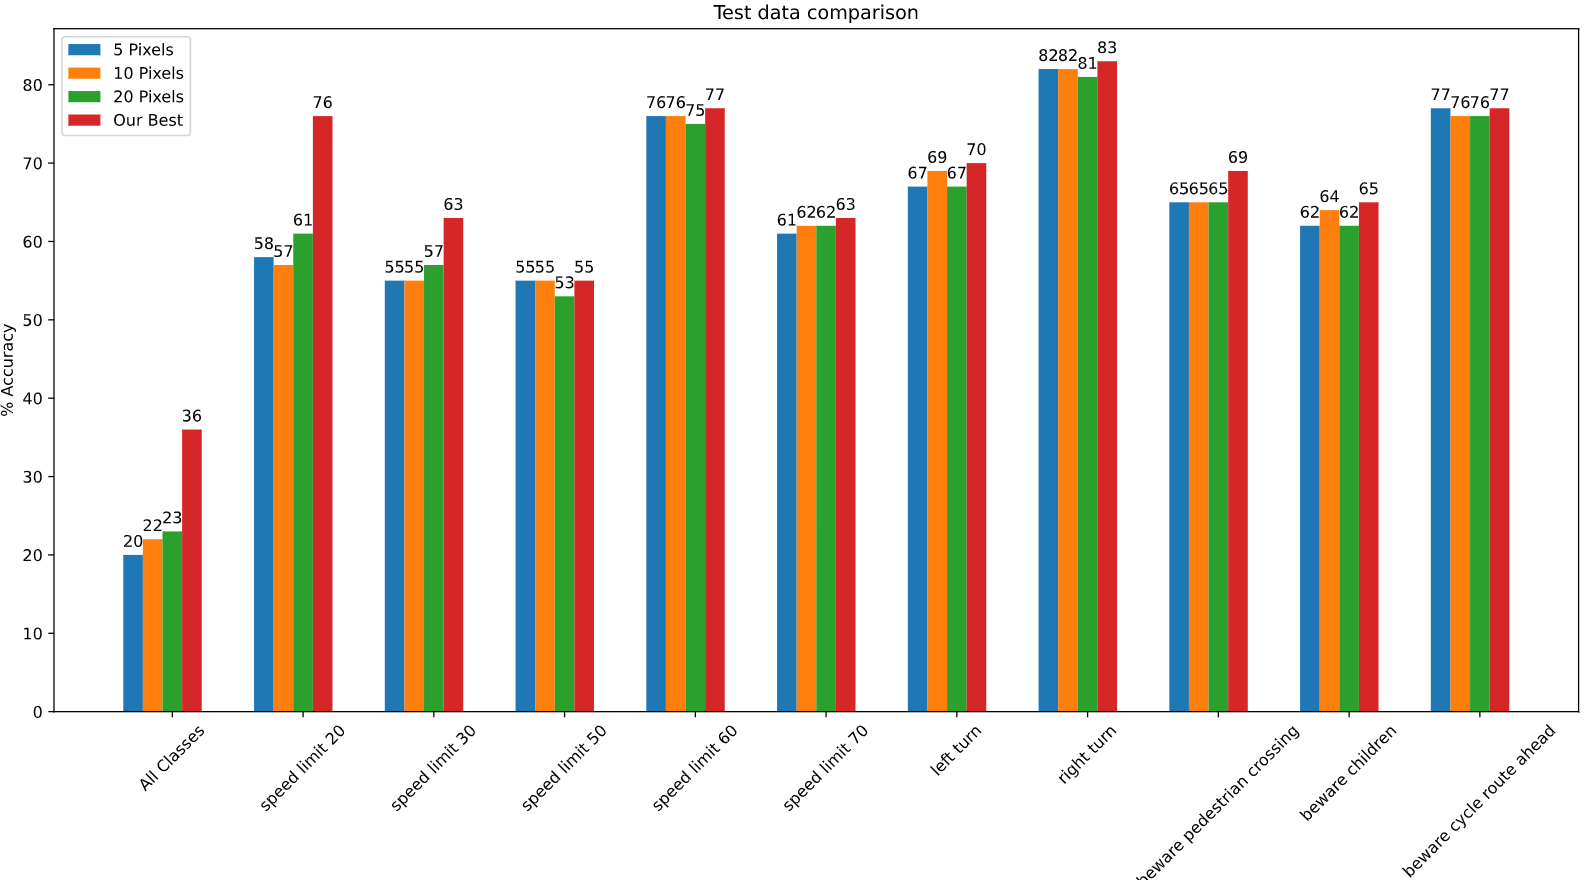 Test data comparison
5 Pixels
10 Pixels
20 Pixels
Our Best
% Accuracy
80
70
60
50
40
30
20
10
0
20 22 23 36
58 57 61 76
55 55 57 63
55 55 53 55
76 76 75 77
61 62 62 63
67 69 67 70
82 82 81 83
65 65 65 69
62 64 62 65
77 76 76 77
All Classes
speed limit 20
speed limit 30
speed limit 50
speed limit 60
speed limit 70
left turn
right turn
beware pedestrian crossing
beware children
beware cycle route ahead